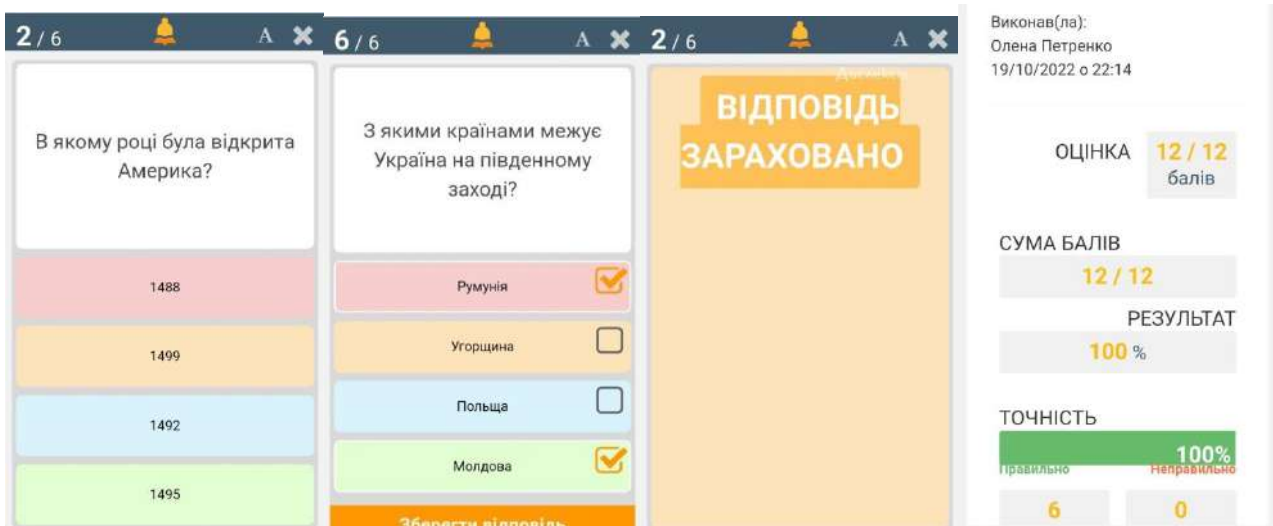 2 / 6
A
В якому році була відкрита
Америка?
1488
1499
1492
1495
6 / 6
A
З якими країнами межує
Україна на південному
заході?
Румунія
Угорщина
Польща
Молдова
Зберегти відповідь
2 / 6
A
ВІДПОВІДЬ
ЗАРАХОВАНО
Виконав(ла):
Олена Петренко
19/10/2022 о 22:14
ОЦІНКА 12 / 12
балів
СУМА БАЛІВ
12 / 12
РЕЗУЛЬТАТ
100 %
ТОЧНІСТЬ
100%
Правильно Неправильно
6 0